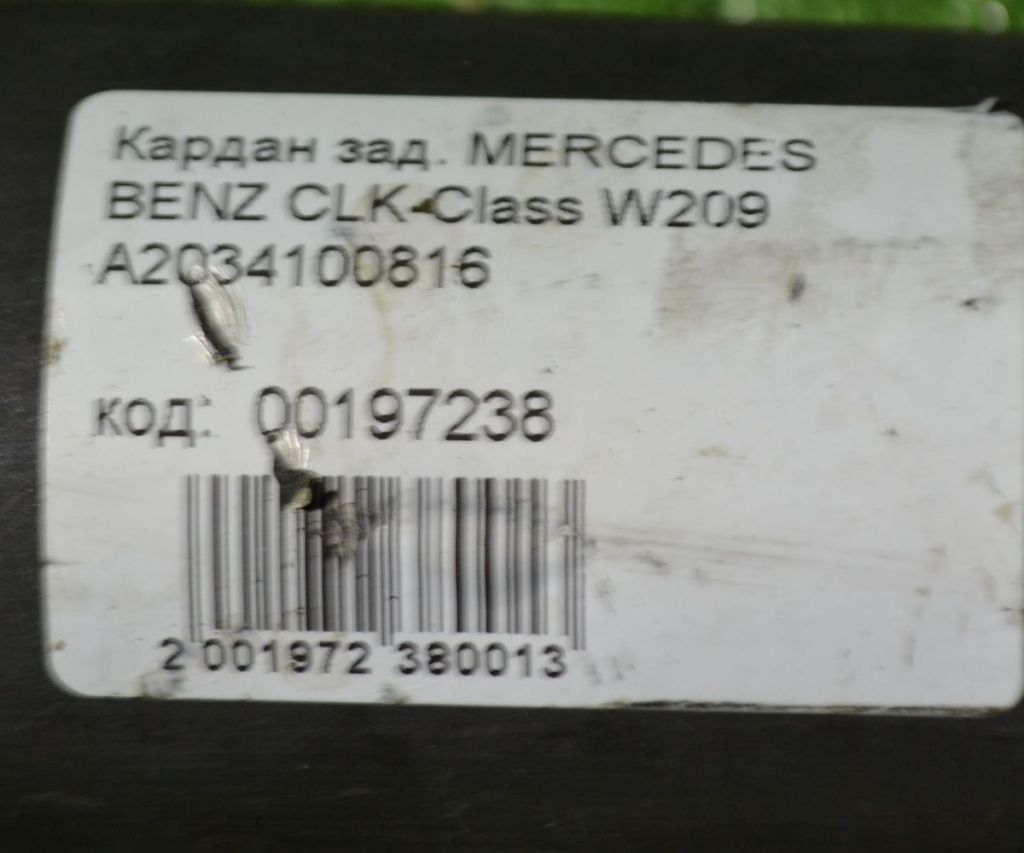 Кардан зад. MERCEDES
BENZ CLK-Class W209
A2034100816
код: 00197238
2 001972 380013